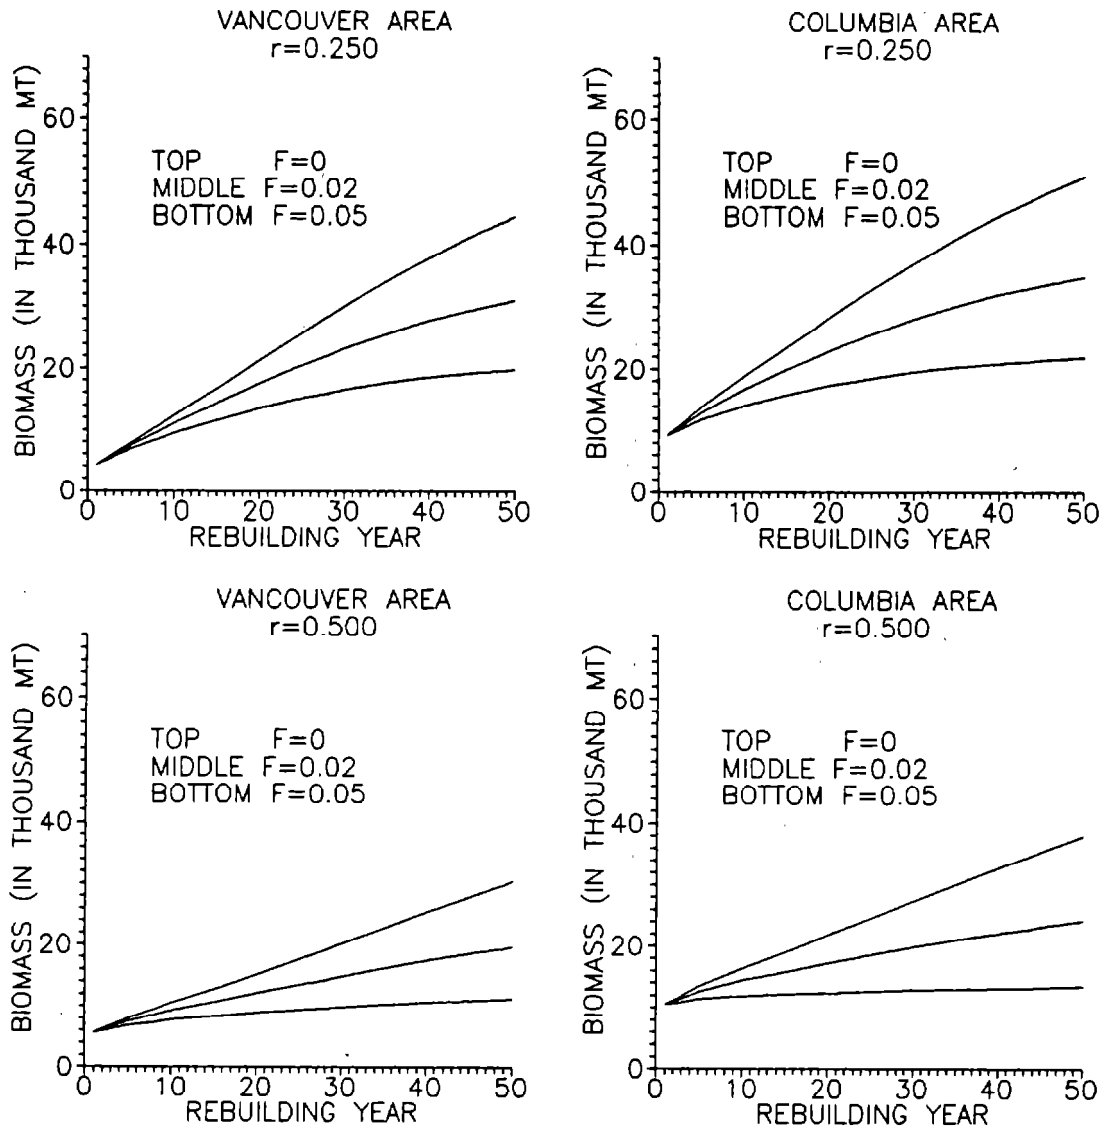 VANCOUVER AREA
r=0.250
BIOMASS (IN THOUSAND MT)
60
40
20
0
TOP F=0
MIDDLE F=0.02
BOTTOM F=0.05
0 10 20 30 40 50
REBUILDING YEAR
COLUMBIA AREA
r=0.250
BIOMASS (IN THOUSAND MT)
60
40
20
0
TOP F=0
MIDDLE F=0.02
BOTTOM F=0.05
0 10 20 30 40 50
REBUILDING YEAR
VANCOUVER AREA
r=0.500
BIOMASS (IN THOUSAND MT)
60
40
20
0
TOP F=0
MIDDLE F=0.02
BOTTOM F=0.05
0 10 20 30 40 50
REBUILDING YEAR
COLUMBIA AREA
r=0.500
BIOMASS (IN THOUSAND MT)
60
40
20
0
TOP F=0
MIDDLE F=0.02
BOTTOM F=0.05
0 10 20 30 40 50
REBUILDING YEAR